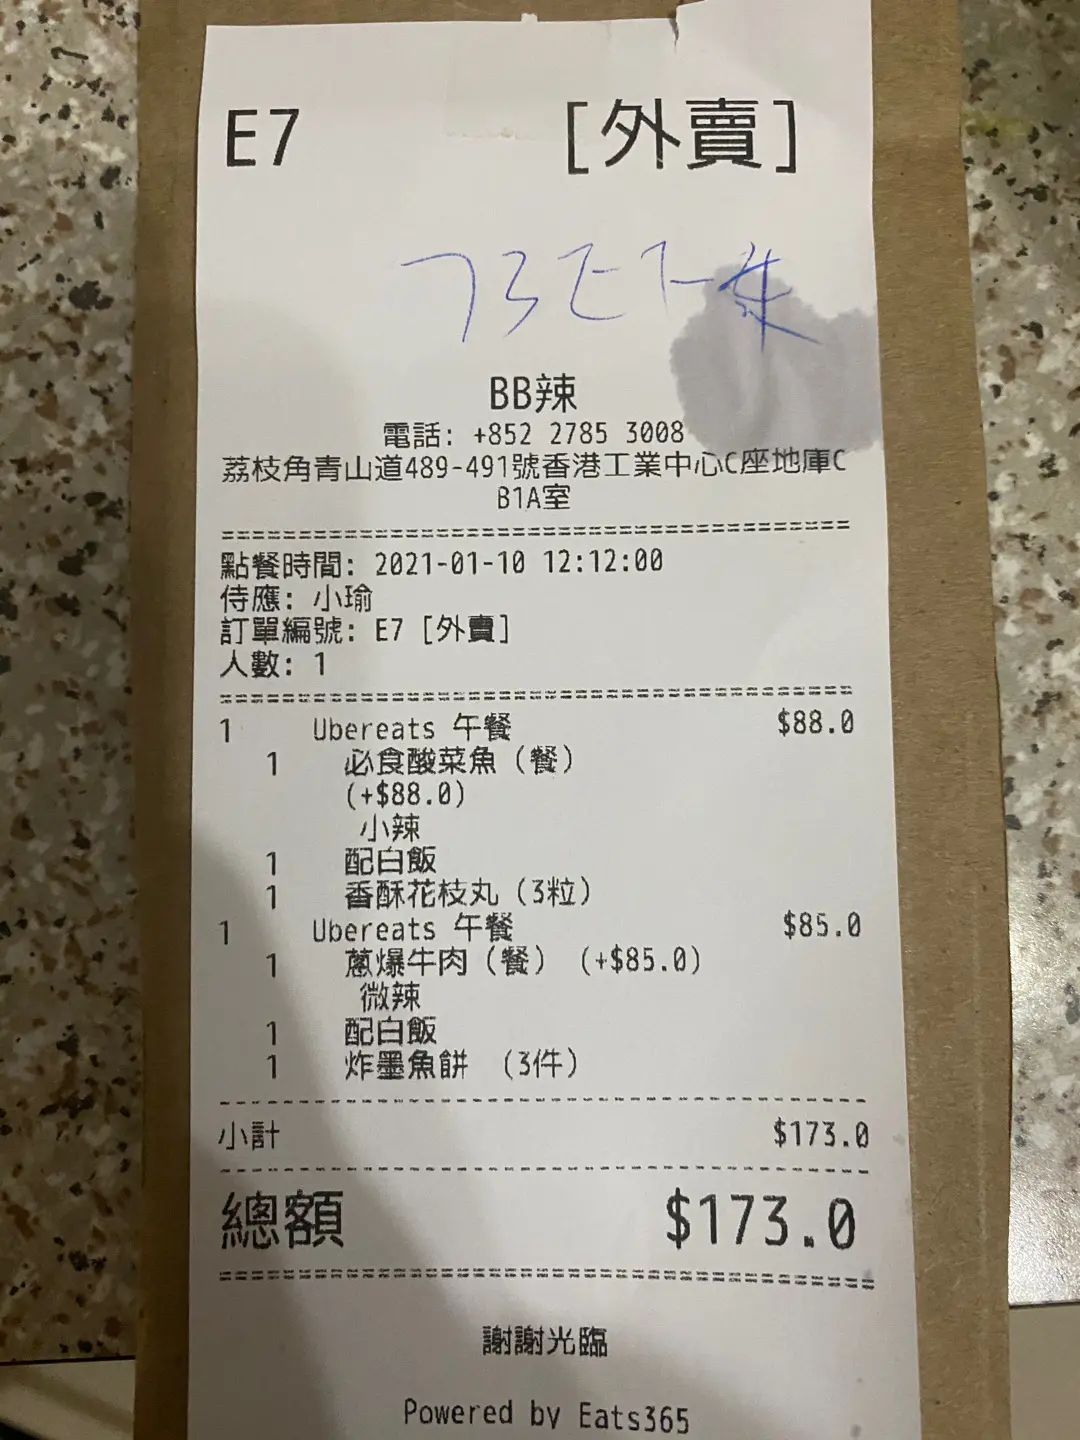 E7 [外賣]
BB辣
電話: +852 2785 3008
荔枝角青山道489-491號香港工業中心C座地庫C
B1A室
點餐時間: 2021-01-10 12:12:00
侍應: 小瑜
訂單編號: E7 [外賣]
人數: 1
1 Ubereats 午餐 $88.0
1 必食酸菜魚（餐）
(+$88.0)
小辣
1 配白飯
1 香酥花枝丸（3粒）
1 Ubereats 午餐 $85.0
1 蔥爆牛肉（餐） (+$85.0)
微辣
1 配白飯
1 炸墨魚餅 （3件）
小計 $173.0
總額 $173.0
謝謝光臨
Powered by Eats365